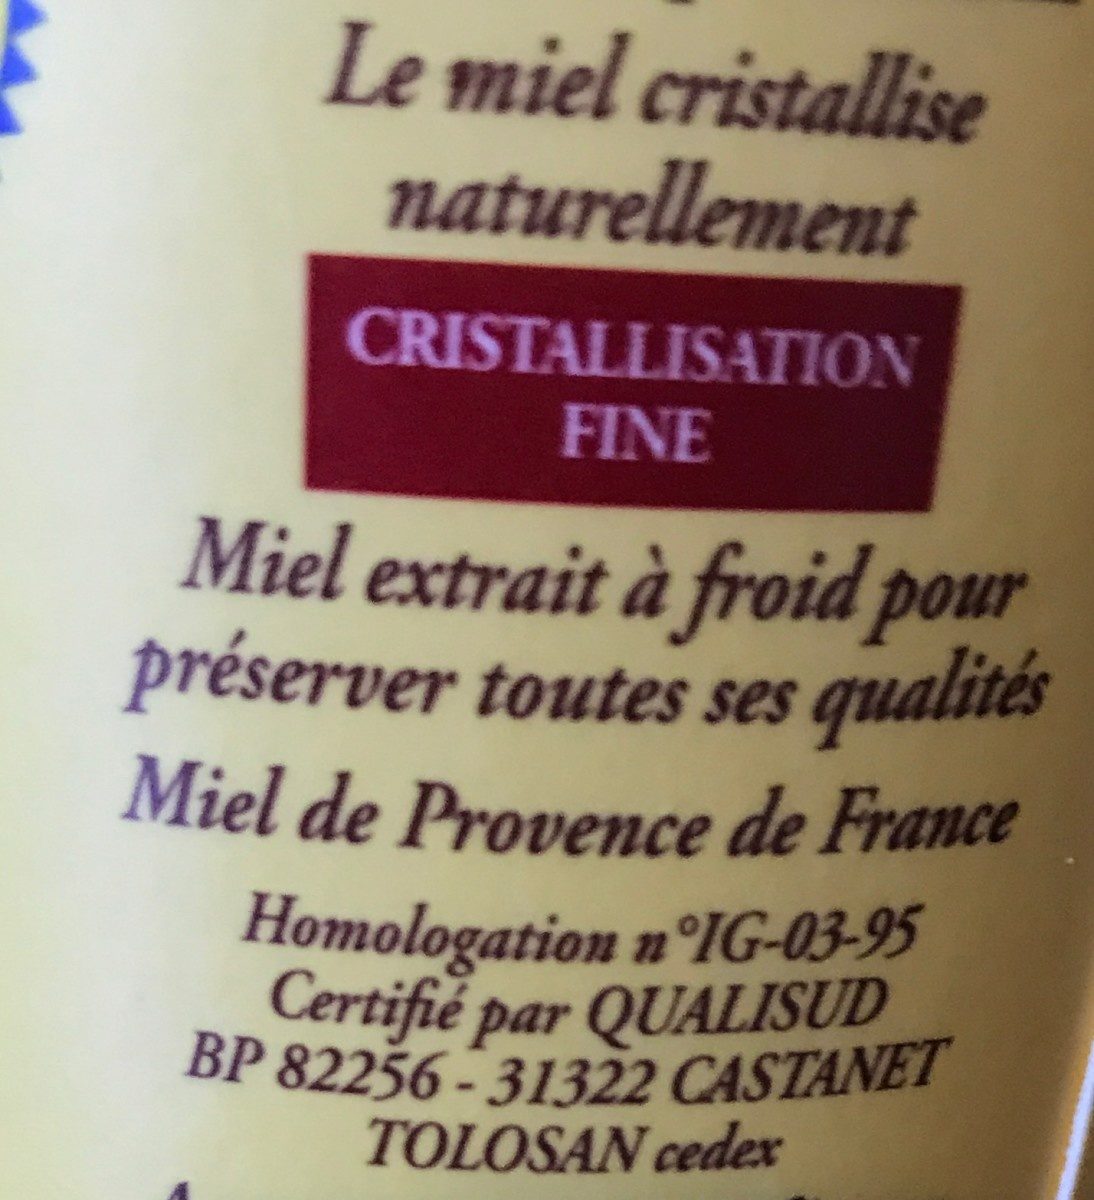 Le miel cristallise
naturellement
CRISTALLISATION
FINE
Miel extrait à froid pour
préserver toutes ses qualités
Miel de Provence de France
Homologation n°IG-03-95
Certifié par QUALISUD
BP 82256 - 31322 CASTANET
TOLOSAN cedex